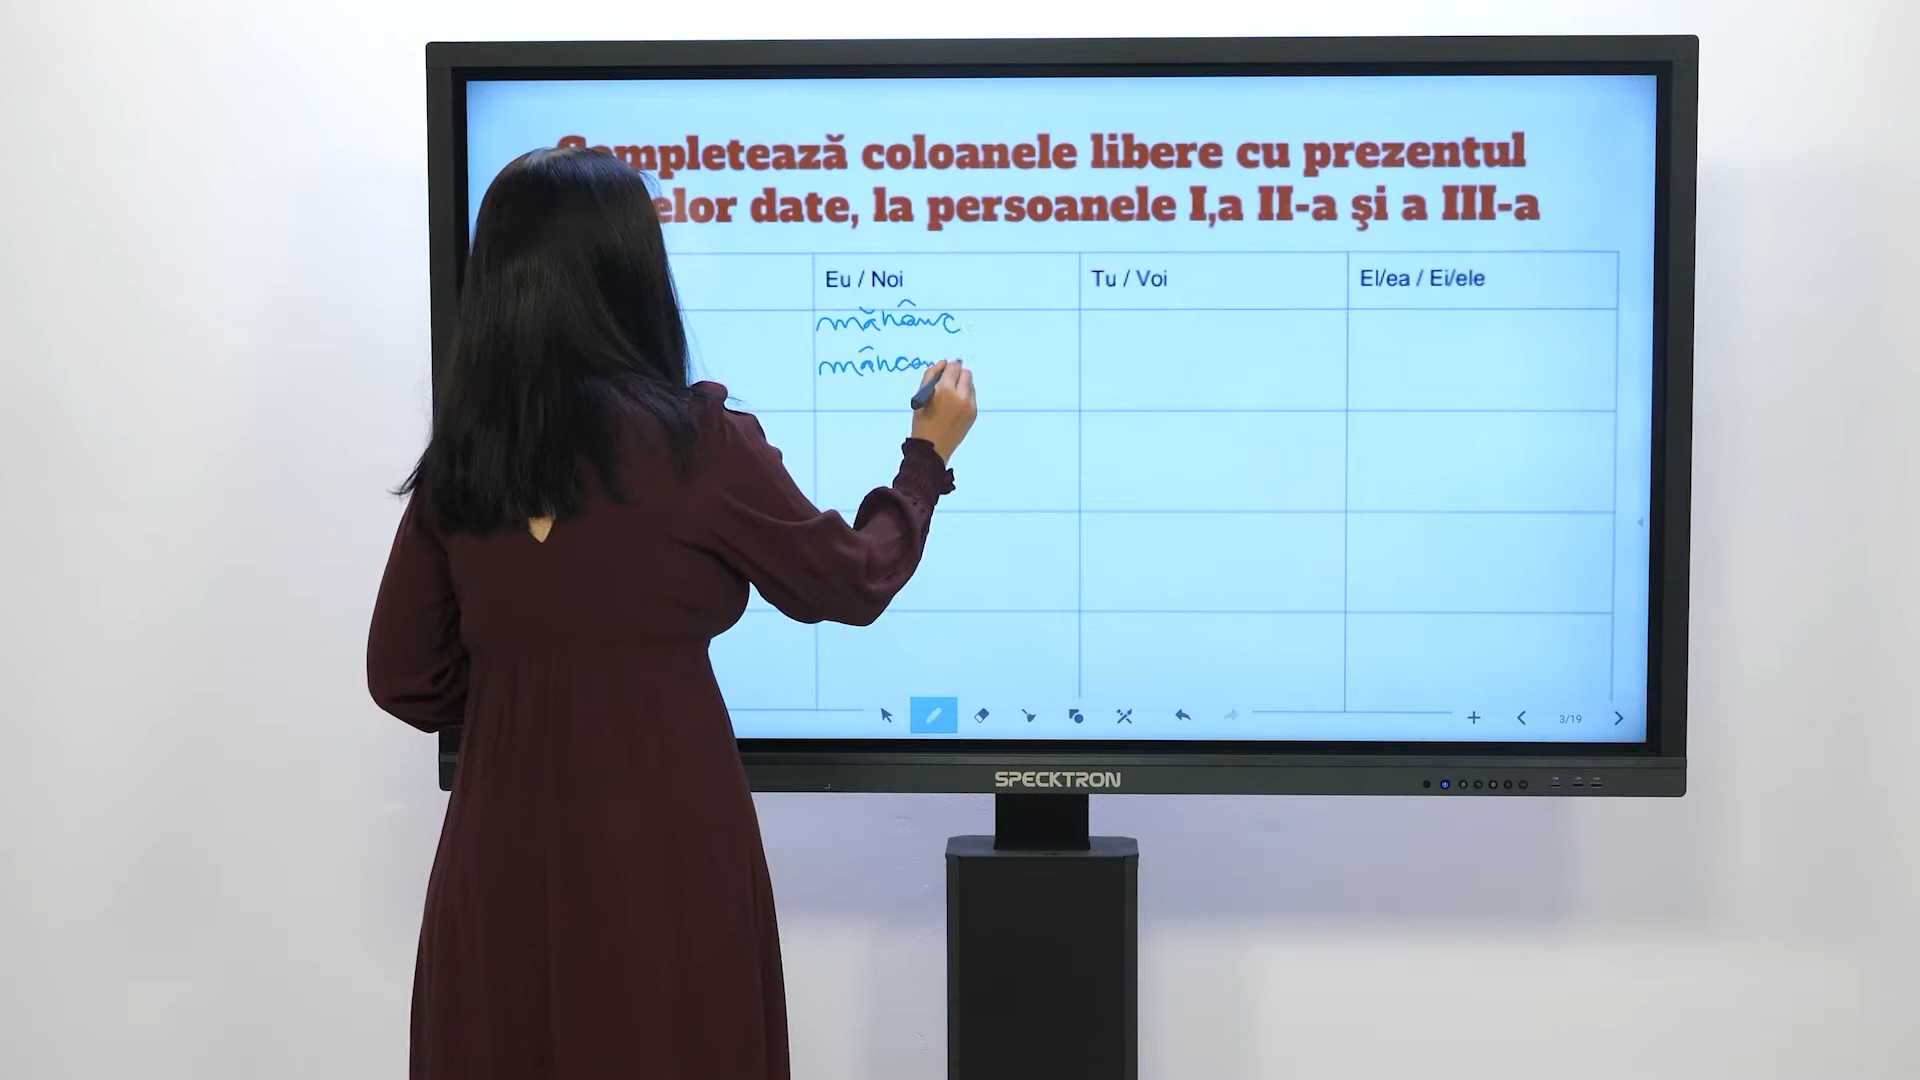 Completează coloanele libere cu prezentul
elor date, la persoanele I,a II-a şi a III-a
Eu / Noi
Tu / Voi
El/ea / Ei/ele
mănânc
3/19
SPECKTRON